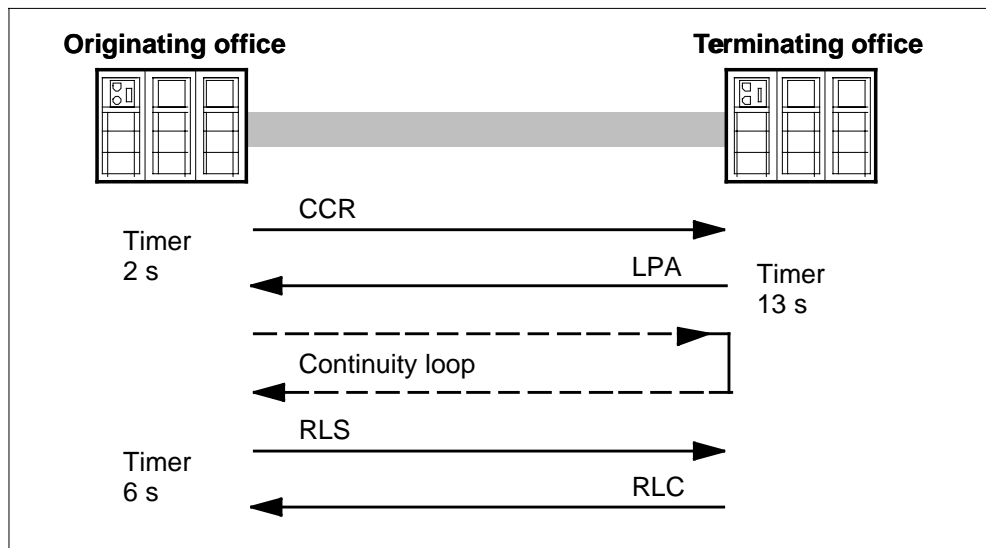 Originating office
Terminating office
CCR
Timer
2 s
LPA
Timer
13 s
Continuity loop
RLS
Timer
6 s
RLC